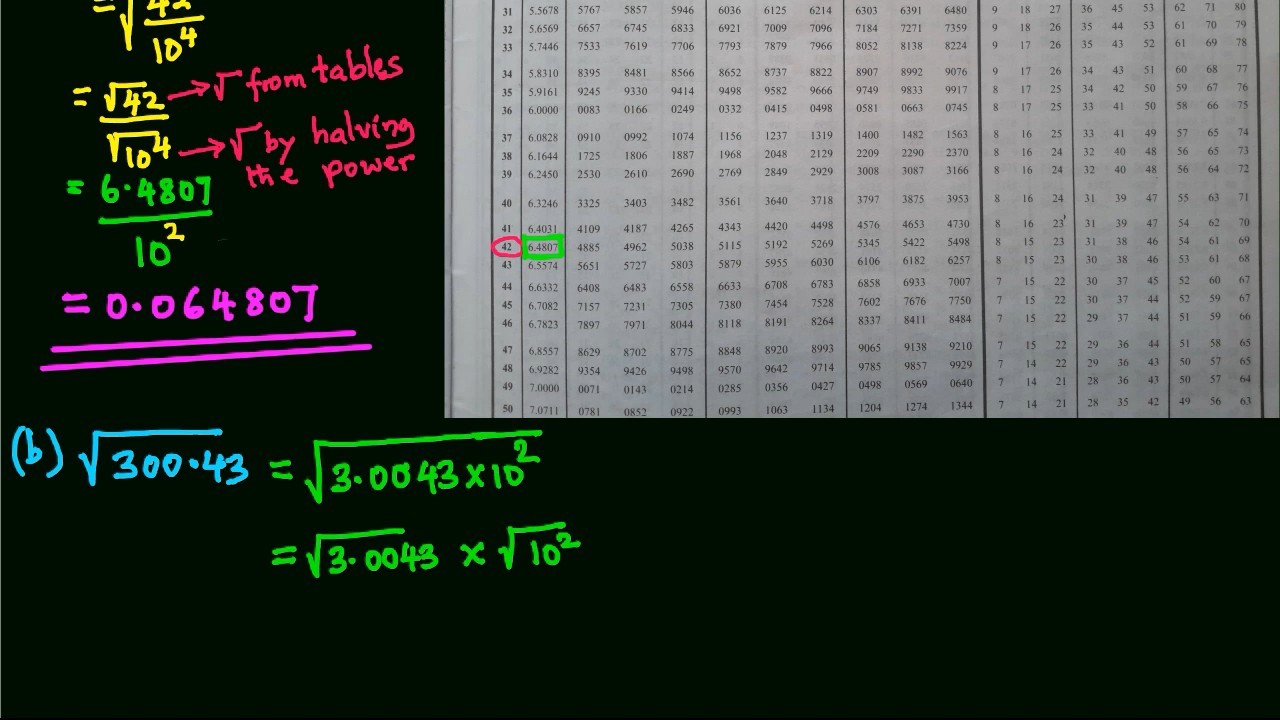 = √42/10⁴
= √42/√10⁴ → √ from tables
→ √ by halving the power
= 6.4807/10²
= 0.064807
31 5.5678 5767 5857 5946 6036 6125 6214 6303 6391 6480 9 18 27 36 45 53 62 71 80
32 5.6569 6657 6745 6833 6921 7009 7096 7184 7271 7359 9 18 26 35 44 53 61 70 79
33 5.7446 7533 7619 7706 7793 7879 7966 8052 8138 8224 9 17 26 35 43 52 61 69 78
34 5.8310 8395 8481 8566 8652 8737 8822 8907 8992 9076 9 17 26 34 43 51 60 68 77
35 5.9161 9245 9330 9414 9498 9582 9666 9749 9833 9917 8 17 25 34 42 50 59 67 76
36 6.0000 0083 0166 0249 0332 0415 0498 0581 0663 0745 8 17 25 33 41 50 58 66 75
37 6.0828 0910 0992 1074 1156 1237 1319 1400 1482 1563 8 16 25 33 41 49 57 65 74
38 6.1644 1725 1806 1887 1968 2048 2129 2209 2290 2370 8 16 24 32 40 48 56 65 73
39 6.2450 2530 2610 2690 2769 2849 2929 3008 3087 3166 8 16 24 32 40 48 56 64 72
40 6.3246 3325 3403 3482 3561 3640 3718 3797 3875 3953 8 16 24 31 39 47 55 63 71
41 6.4031 4109 4187 4265 4343 4420 4498 4576 4653 4730 8 16 23 31 39 47 54 62 70
42 6.4807 4885 4962 5038 5115 5192 5269 5345 5422 5498 8 15 23 31 38 46 54 61 69
43 6.5574 5651 5727 5803 5879 5955 6030 6106 6182 6257 8 15 23 30 38 46 53 61 68
44 6.6332 6408 6483 6558 6633 6708 6783 6858 6933 7007 7 15 22 30 37 45 52 60 67
45 6.7082 7157 7231 7305 7380 7454 7528 7602 7676 7750 7 15 22 30 37 44 52 59 67
46 6.7823 7897 7971 8044 8118 8191 8264 8337 8411 8484 7 15 22 29 37 44 51 59 66
47 6.8557 8629 8702 8775 8848 8920 8993 9065 9138 9210 7 15 22 29 36 44 51 58 65
48 6.9282 9354 9426 9498 9570 9642 9714 9785 9857 9929 7 14 22 29 36 43 50 57 65
49 7.0000 0071 0143 0214 0285 0356 0427 0498 0569 0640 7 14 21 28 36 43 50 57 64
50 7.0711 0781 0852 0922 0993 1063 1134 1204 1274 1344 7 14 21 28 35 42 49 56 63
(b) √300.43 = √3.0043 × 10²
= √3.0043 × √10²